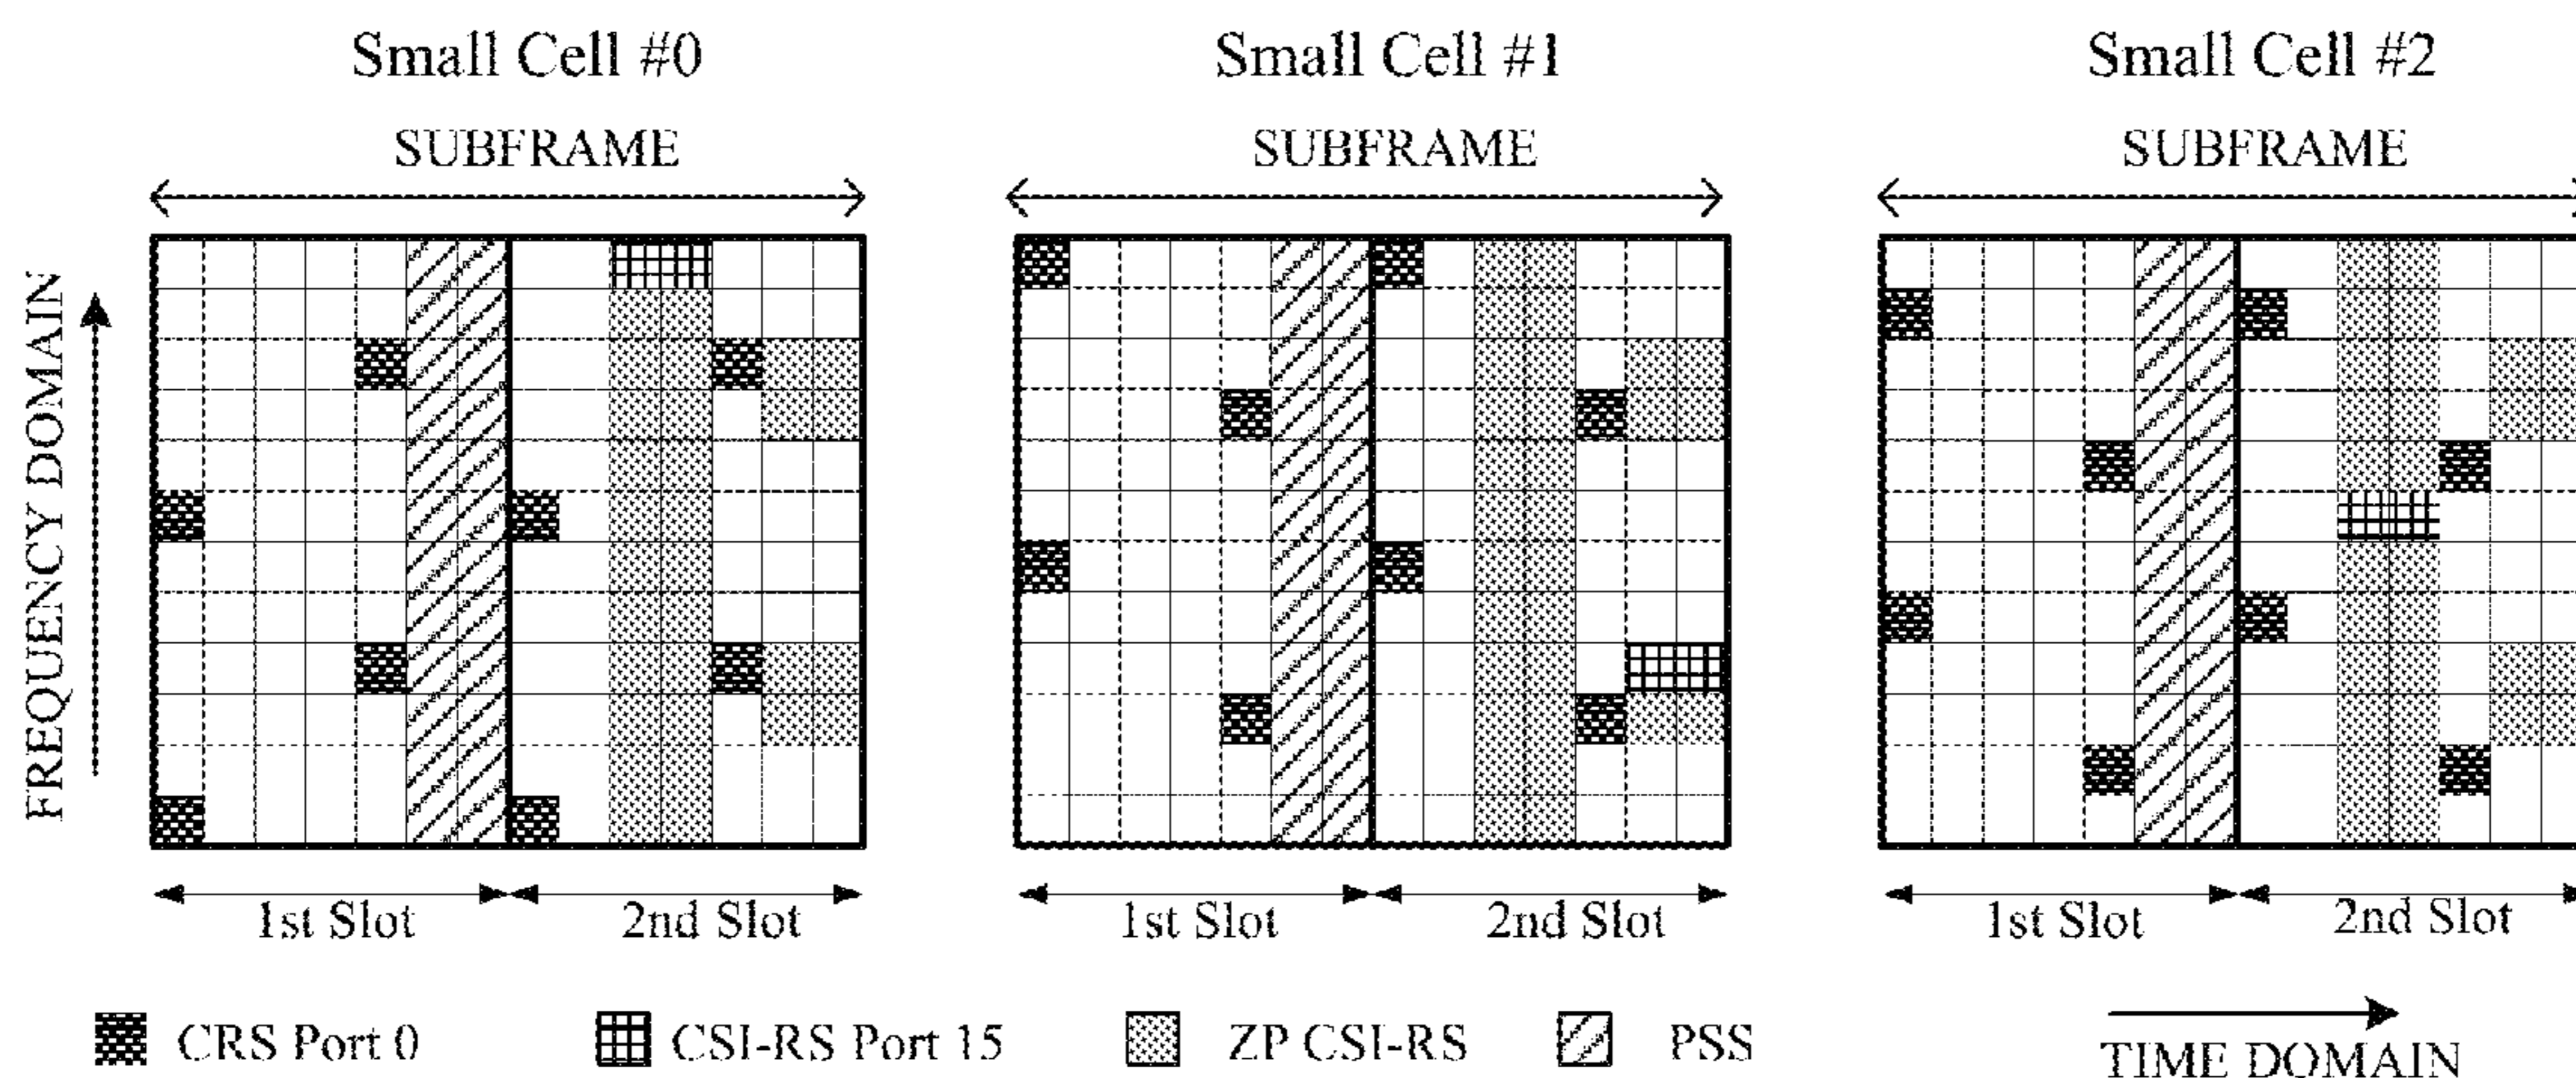 Small Cell #0
Small Cell #1
Small Cell #2
SUBFRAME
SUBFRAME
SUBFRAME
FREQUENCY DOMAIN
1st Slot
2nd Slot
1st Slot
2nd Slot
1st Slot
2nd Slot
CRS Port 0
CSI-RS Port 15
ZP CSI-RS
PSS
TIME DOMAIN